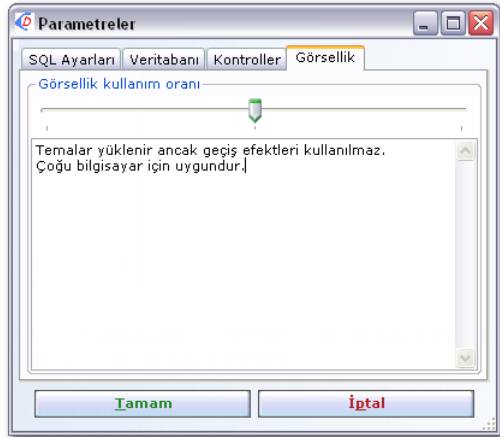 Parametreler
SQL Ayarları Veritabanı Kontroller Görsellik
Görsellik kullanım oranı
Temalar yüklenir ancak geçiş efektleri kullanılmaz.
Çoğu bilgisayar için uygundur.
Tamam İptal